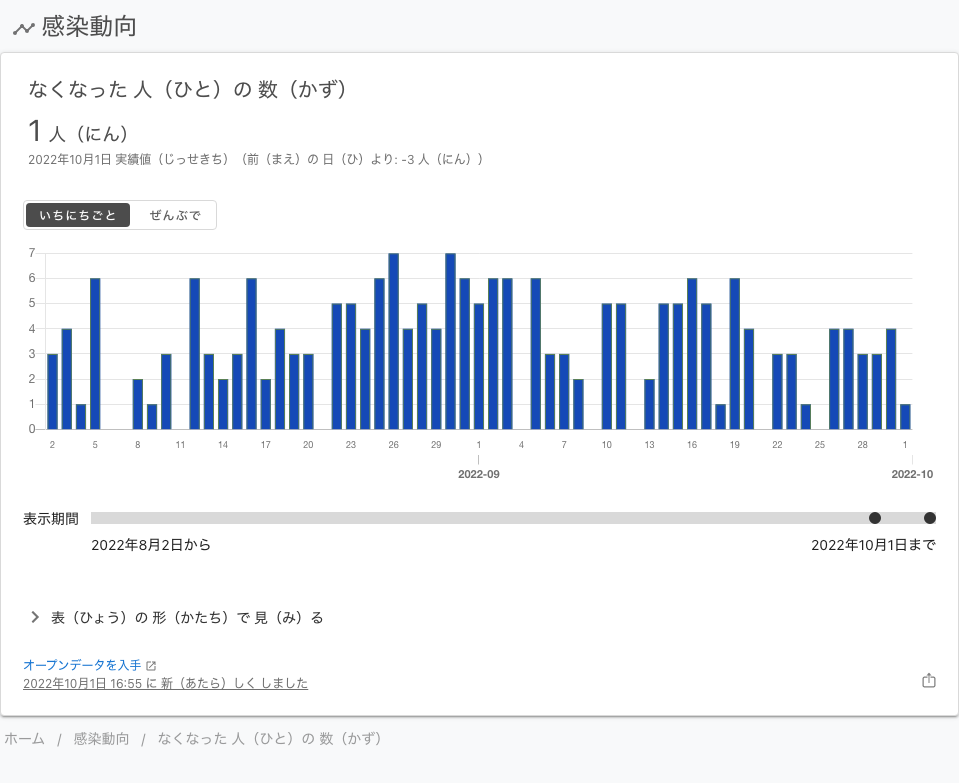 感染動向
なくなった 人（ひと）の 数（かず）
1 人（にん）
2022年10月1日 実績値（じっせきち）（前（まえ）の 日（ひ）より: -3 人（にん））
いちにちごと ぜんぶで
7
6
5
4
3
2
1
0
2 5 8 11 14 17 20 23 26 29 1 4 7 10 13 16 19 22 25 28 1
2022-09 2022-10
表示期間
2022年8月2日から 2022年10月1日まで
表（ひょう）の 形（かたち）で 見（み）る
オープンデータを入手
2022年10月1日 16:55 に 新（あたら）しく しました
ホーム / 感染動向 / なくなった 人（ひと）の 数（かず）